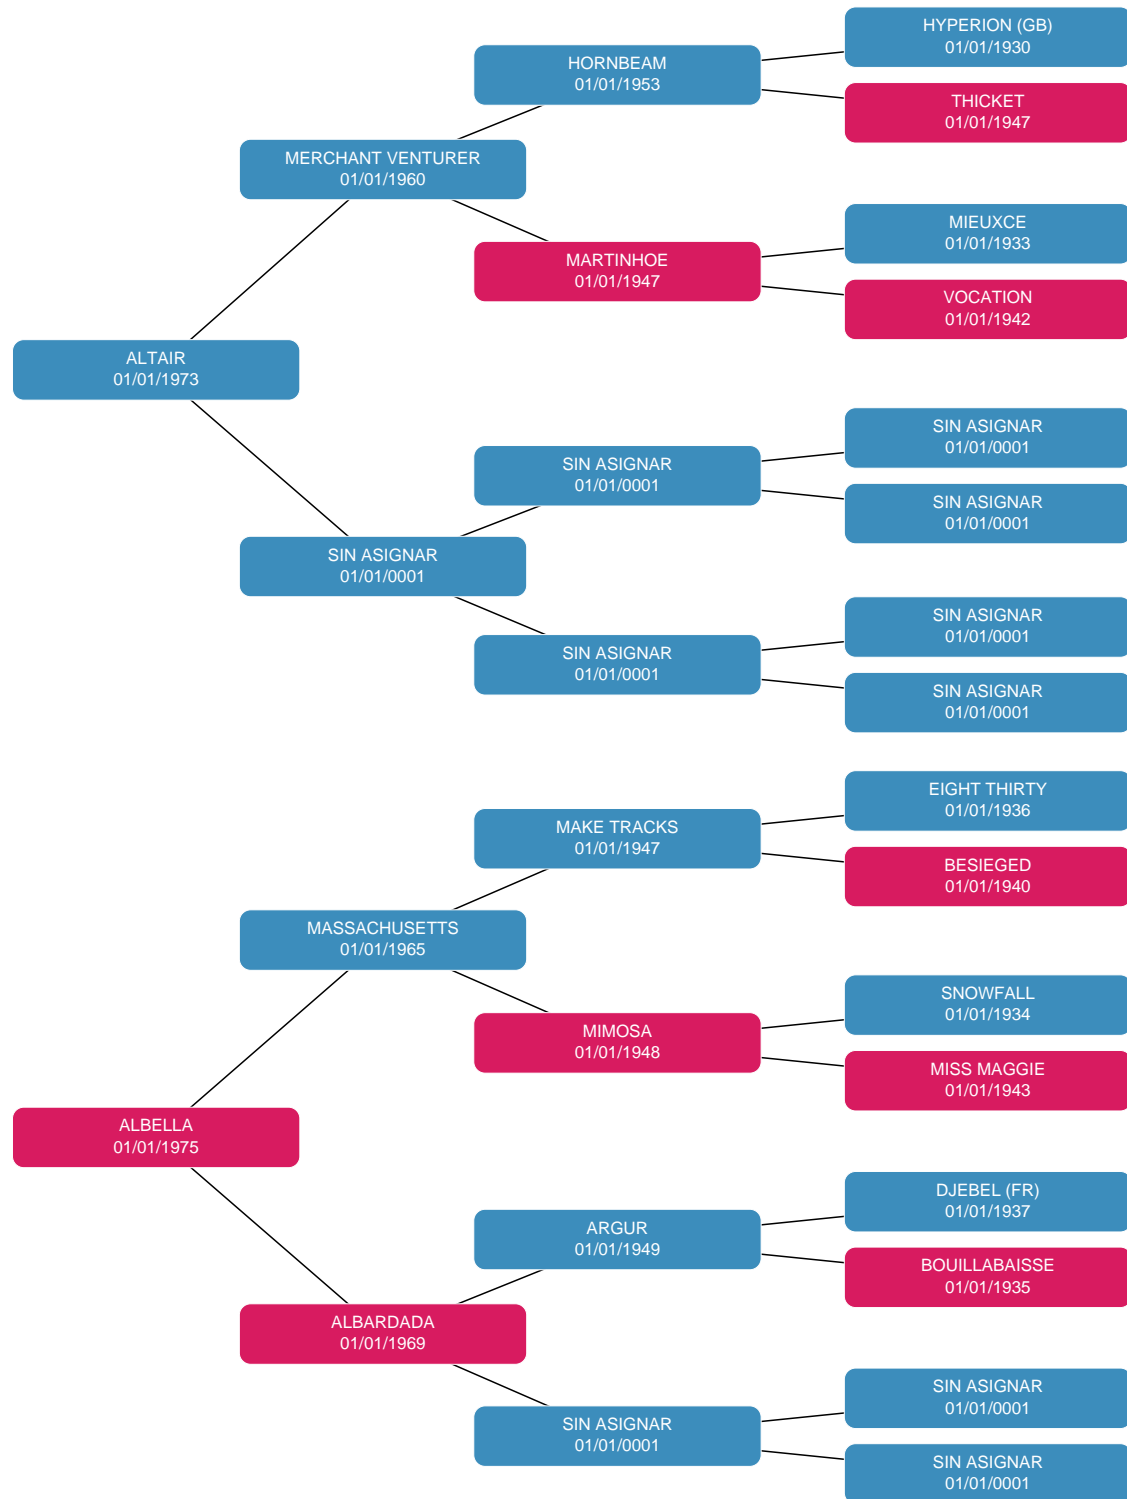 HYPERION (GB)
01/01/1930
HORNBEAM
01/01/1953
THICKET
01/01/1947
MERCHANT VENTURER
01/01/1960
MIEUXCE
01/01/1933
MARTINHOE
01/01/1947
VOCATION
01/01/1942
ALTAIR
01/01/1973
SIN ASIGNAR
01/01/0001
SIN ASIGNAR
01/01/0001
SIN ASIGNAR
01/01/0001
SIN ASIGNAR
01/01/0001
SIN ASIGNAR
01/01/0001
SIN ASIGNAR
01/01/0001
SIN ASIGNAR
01/01/0001
EIGHT THIRTY
01/01/1936
MAKE TRACKS
01/01/1947
BESIEGED
01/01/1940
MASSACHUSETTS
01/01/1965
SNOWFALL
01/01/1934
MIMOSA
01/01/1948
MISS MAGGIE
01/01/1943
ALBELLA
01/01/1975
DJEBEL (FR)
01/01/1937
ARGUR
01/01/1949
BOUILLABAISSE
01/01/1935
ALBARDADA
01/01/1969
SIN ASIGNAR
01/01/0001
SIN ASIGNAR
01/01/0001
SIN ASIGNAR
01/01/0001